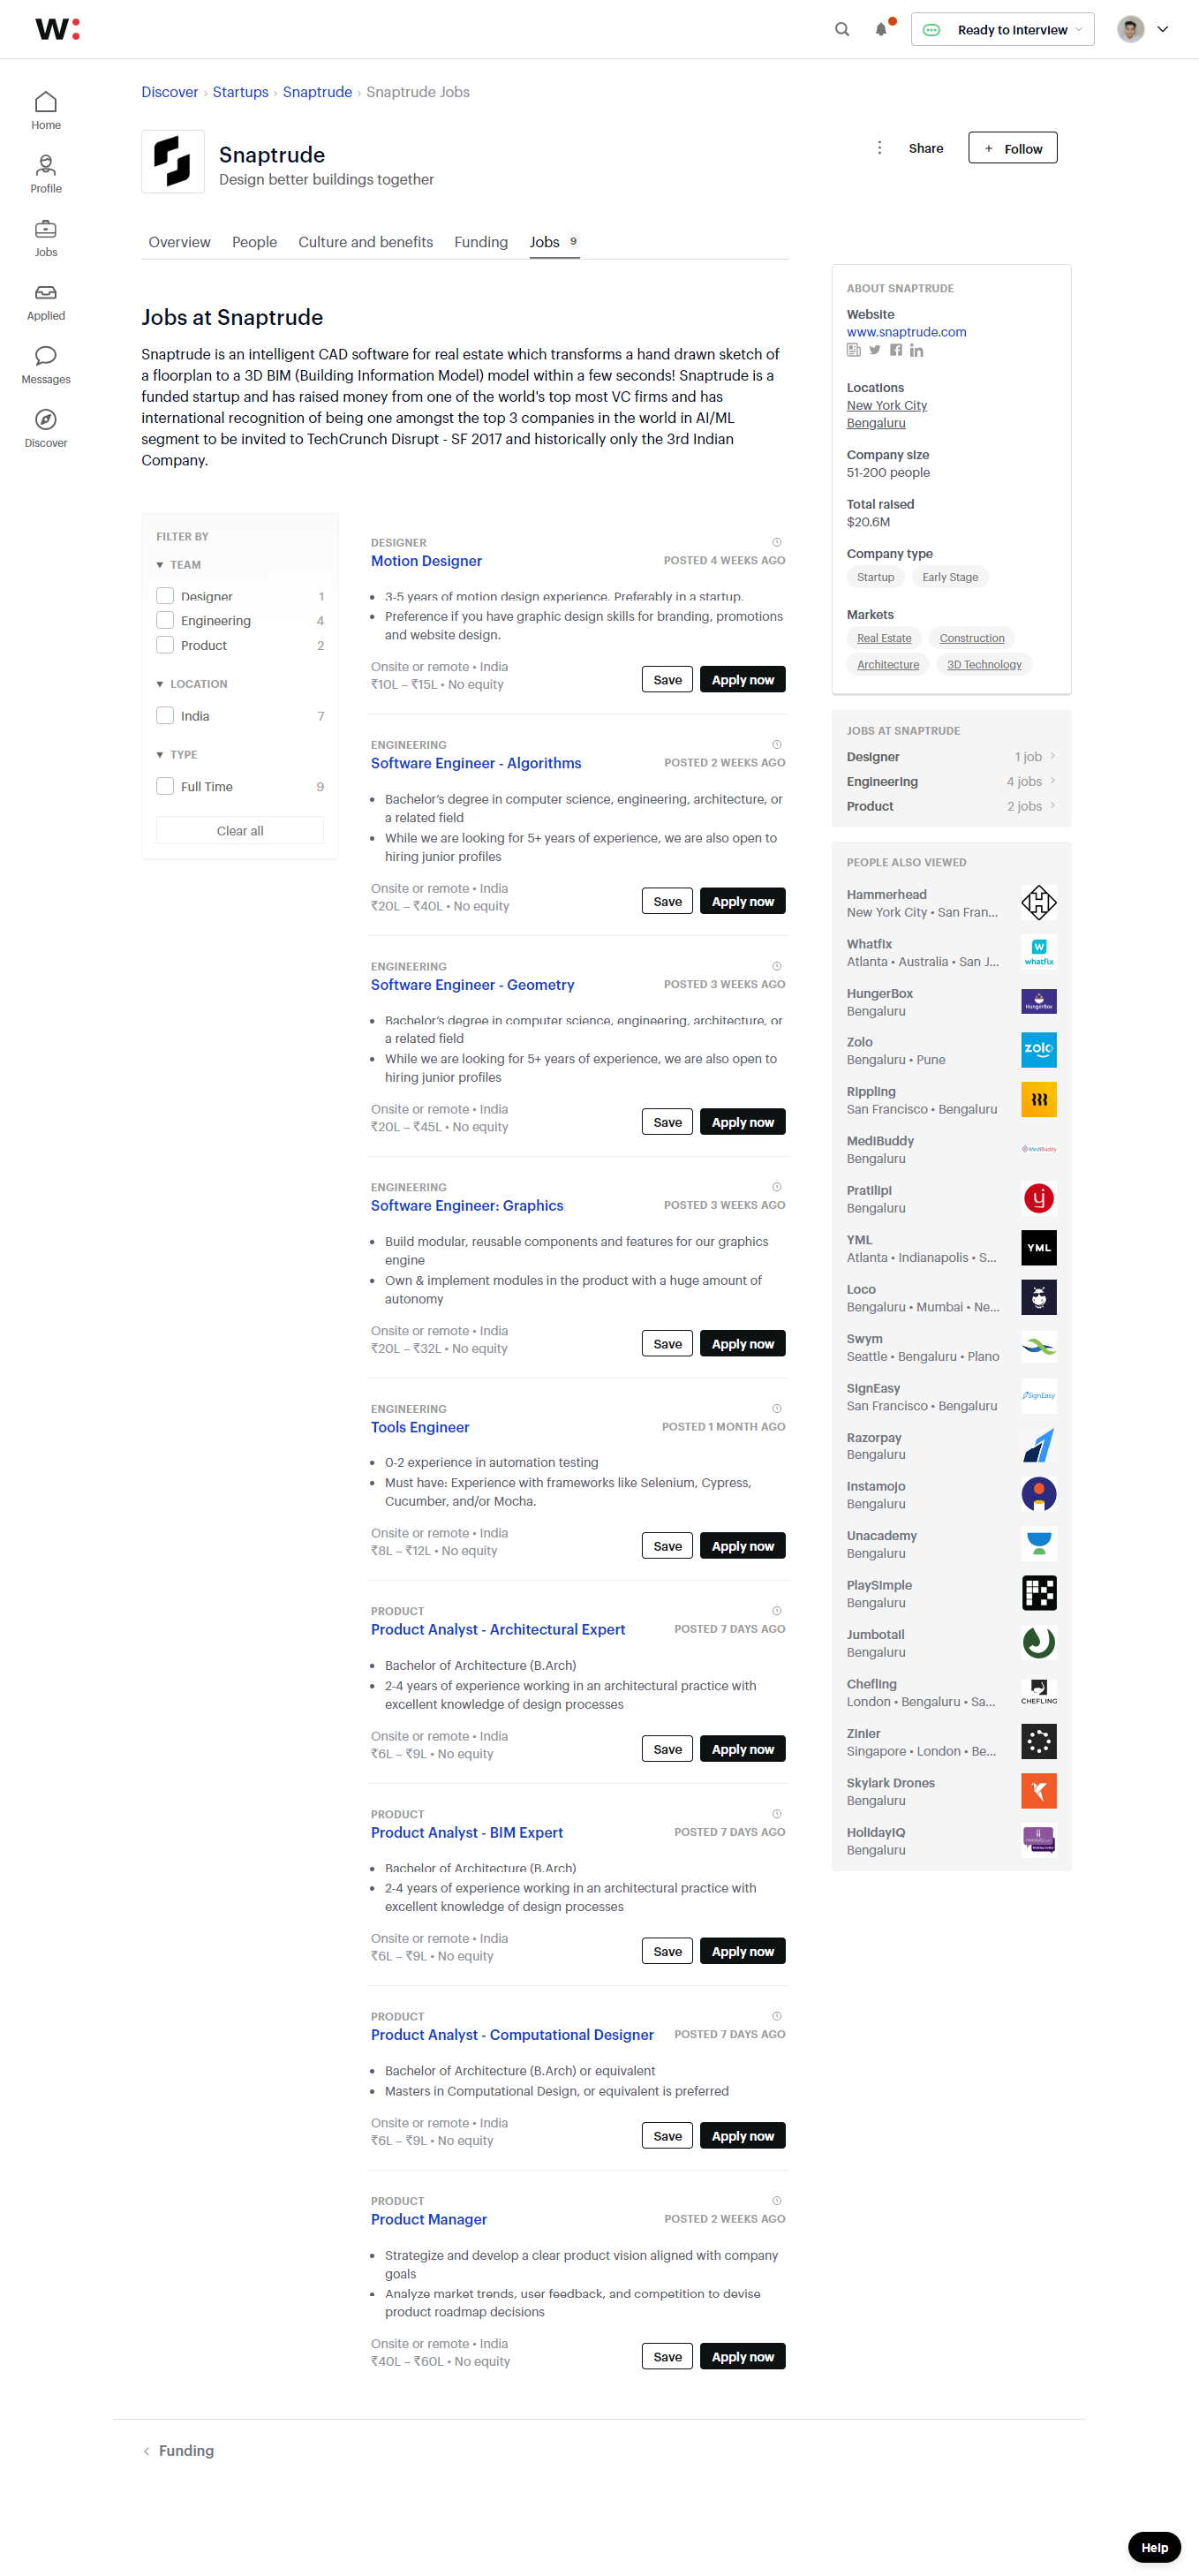 W:
Ready to Interview
Home
Profile
Jobs
Applied
Messages
Discover
Discover › Startups › Snaptrude › Snaptrude Jobs
Snaptrude
Design better buildings together
Share
+ Follow
Overview
People
Culture and benefits
Funding
Jobs 9
Jobs at Snaptrude
Snaptrude is an intelligent CAD software for real estate which transforms a hand drawn sketch of
a floorplan to a 3D BIM (Building Information Model) model within a few seconds! Snaptrude is a
funded startup and has raised money from one of the world's top most VC firms and has
international recognition of being one amongst the top 3 companies in the world in AI/ML
segment to be invited to TechCrunch Disrupt - SF 2017 and historically only the 3rd Indian
Company.
FILTER BY
TEAM
Designer 1
Engineering 4
Product 2
LOCATION
India 7
TYPE
Full Time 9
Clear all
DESIGNER
Motion Designer
POSTED 4 WEEKS AGO
• 3-5 years of motion design experience. Preferably in a startup.
• Preference if you have graphic design skills for branding, promotions
and website design.
Onsite or remote • India
₹10L – ₹15L • No equity
Save
Apply now
ENGINEERING
Software Engineer - Algorithms
POSTED 2 WEEKS AGO
• Bachelor’s degree in computer science, engineering, architecture, or
a related field
• While we are looking for 5+ years of experience, we are also open to
hiring junior profiles
Onsite or remote • India
₹20L – ₹40L • No equity
Save
Apply now
ENGINEERING
Software Engineer - Geometry
POSTED 3 WEEKS AGO
• Bachelor’s degree in computer science, engineering, architecture, or
a related field
• While we are looking for 5+ years of experience, we are also open to
hiring junior profiles
Onsite or remote • India
₹20L – ₹45L • No equity
Save
Apply now
ENGINEERING
Software Engineer: Graphics
POSTED 3 WEEKS AGO
• Build modular, reusable components and features for our graphics
engine
• Own & implement modules in the product with a huge amount of
autonomy
Onsite or remote • India
₹20L – ₹32L • No equity
Save
Apply now
ENGINEERING
Tools Engineer
POSTED 1 MONTH AGO
• 0-2 experience in automation testing
• Must have: Experience with frameworks like Selenium, Cypress,
Cucumber, and/or Mocha.
Onsite or remote • India
₹8L – ₹12L • No equity
Save
Apply now
PRODUCT
Product Analyst - Architectural Expert
POSTED 7 DAYS AGO
• Bachelor of Architecture (B.Arch)
• 2-4 years of experience working in an architectural practice with
excellent knowledge of design processes
Onsite or remote • India
₹6L – ₹9L • No equity
Save
Apply now
PRODUCT
Product Analyst - BIM Expert
POSTED 7 DAYS AGO
• Bachelor of Architecture (B.Arch)
• 2-4 years of experience working in an architectural practice with
excellent knowledge of design processes
Onsite or remote • India
₹6L – ₹9L • No equity
Save
Apply now
PRODUCT
Product Analyst - Computational Designer
POSTED 7 DAYS AGO
• Bachelor of Architecture (B.Arch) or equivalent
• Masters in Computational Design, or equivalent is preferred
Onsite or remote • India
₹6L – ₹9L • No equity
Save
Apply now
PRODUCT
Product Manager
POSTED 2 WEEKS AGO
• Strategize and develop a clear product vision aligned with company
goals
• Analyze market trends, user feedback, and competition to devise
product roadmap decisions
Onsite or remote • India
₹40L – ₹60L • No equity
Save
Apply now
ABOUT SNAPTRUDE
Website
www.snaptrude.com
Locations
New York City
Bengaluru
Company size
51-200 people
Total raised
$20.6M
Company type
Startup
Early Stage
Markets
Real Estate
Construction
Architecture
3D Technology
JOBS AT SNAPTRUDE
Designer 1 job
Engineering 4 jobs
Product 2 jobs
PEOPLE ALSO VIEWED
Hammerhead
New York City • San Fran...
Whatfix
Atlanta • Australia • San J...
whatfix
HungerBox
Bengaluru
HungerBox
Zolo
Bengaluru • Pune
zolo
Rippling
San Francisco • Bengaluru
MediBuddy
Bengaluru
MediBuddy
Pratilipi
Bengaluru
YML
Atlanta • Indianapolis • S...
YML
Loco
Bengaluru • Mumbai • Ne...
Swym
Seattle • Bengaluru • Plano
SignEasy
San Francisco • Bengaluru
SignEasy
Razorpay
Bengaluru
Instamojo
Bengaluru
Unacademy
Bengaluru
PlaySimple
Bengaluru
Jumbotail
Bengaluru
Chefling
London • Bengaluru • Sa...
CHEFLING
Zinier
Singapore • London • Be...
Skylark Drones
Bengaluru
HolidayIQ
Bengaluru
Funding
Help